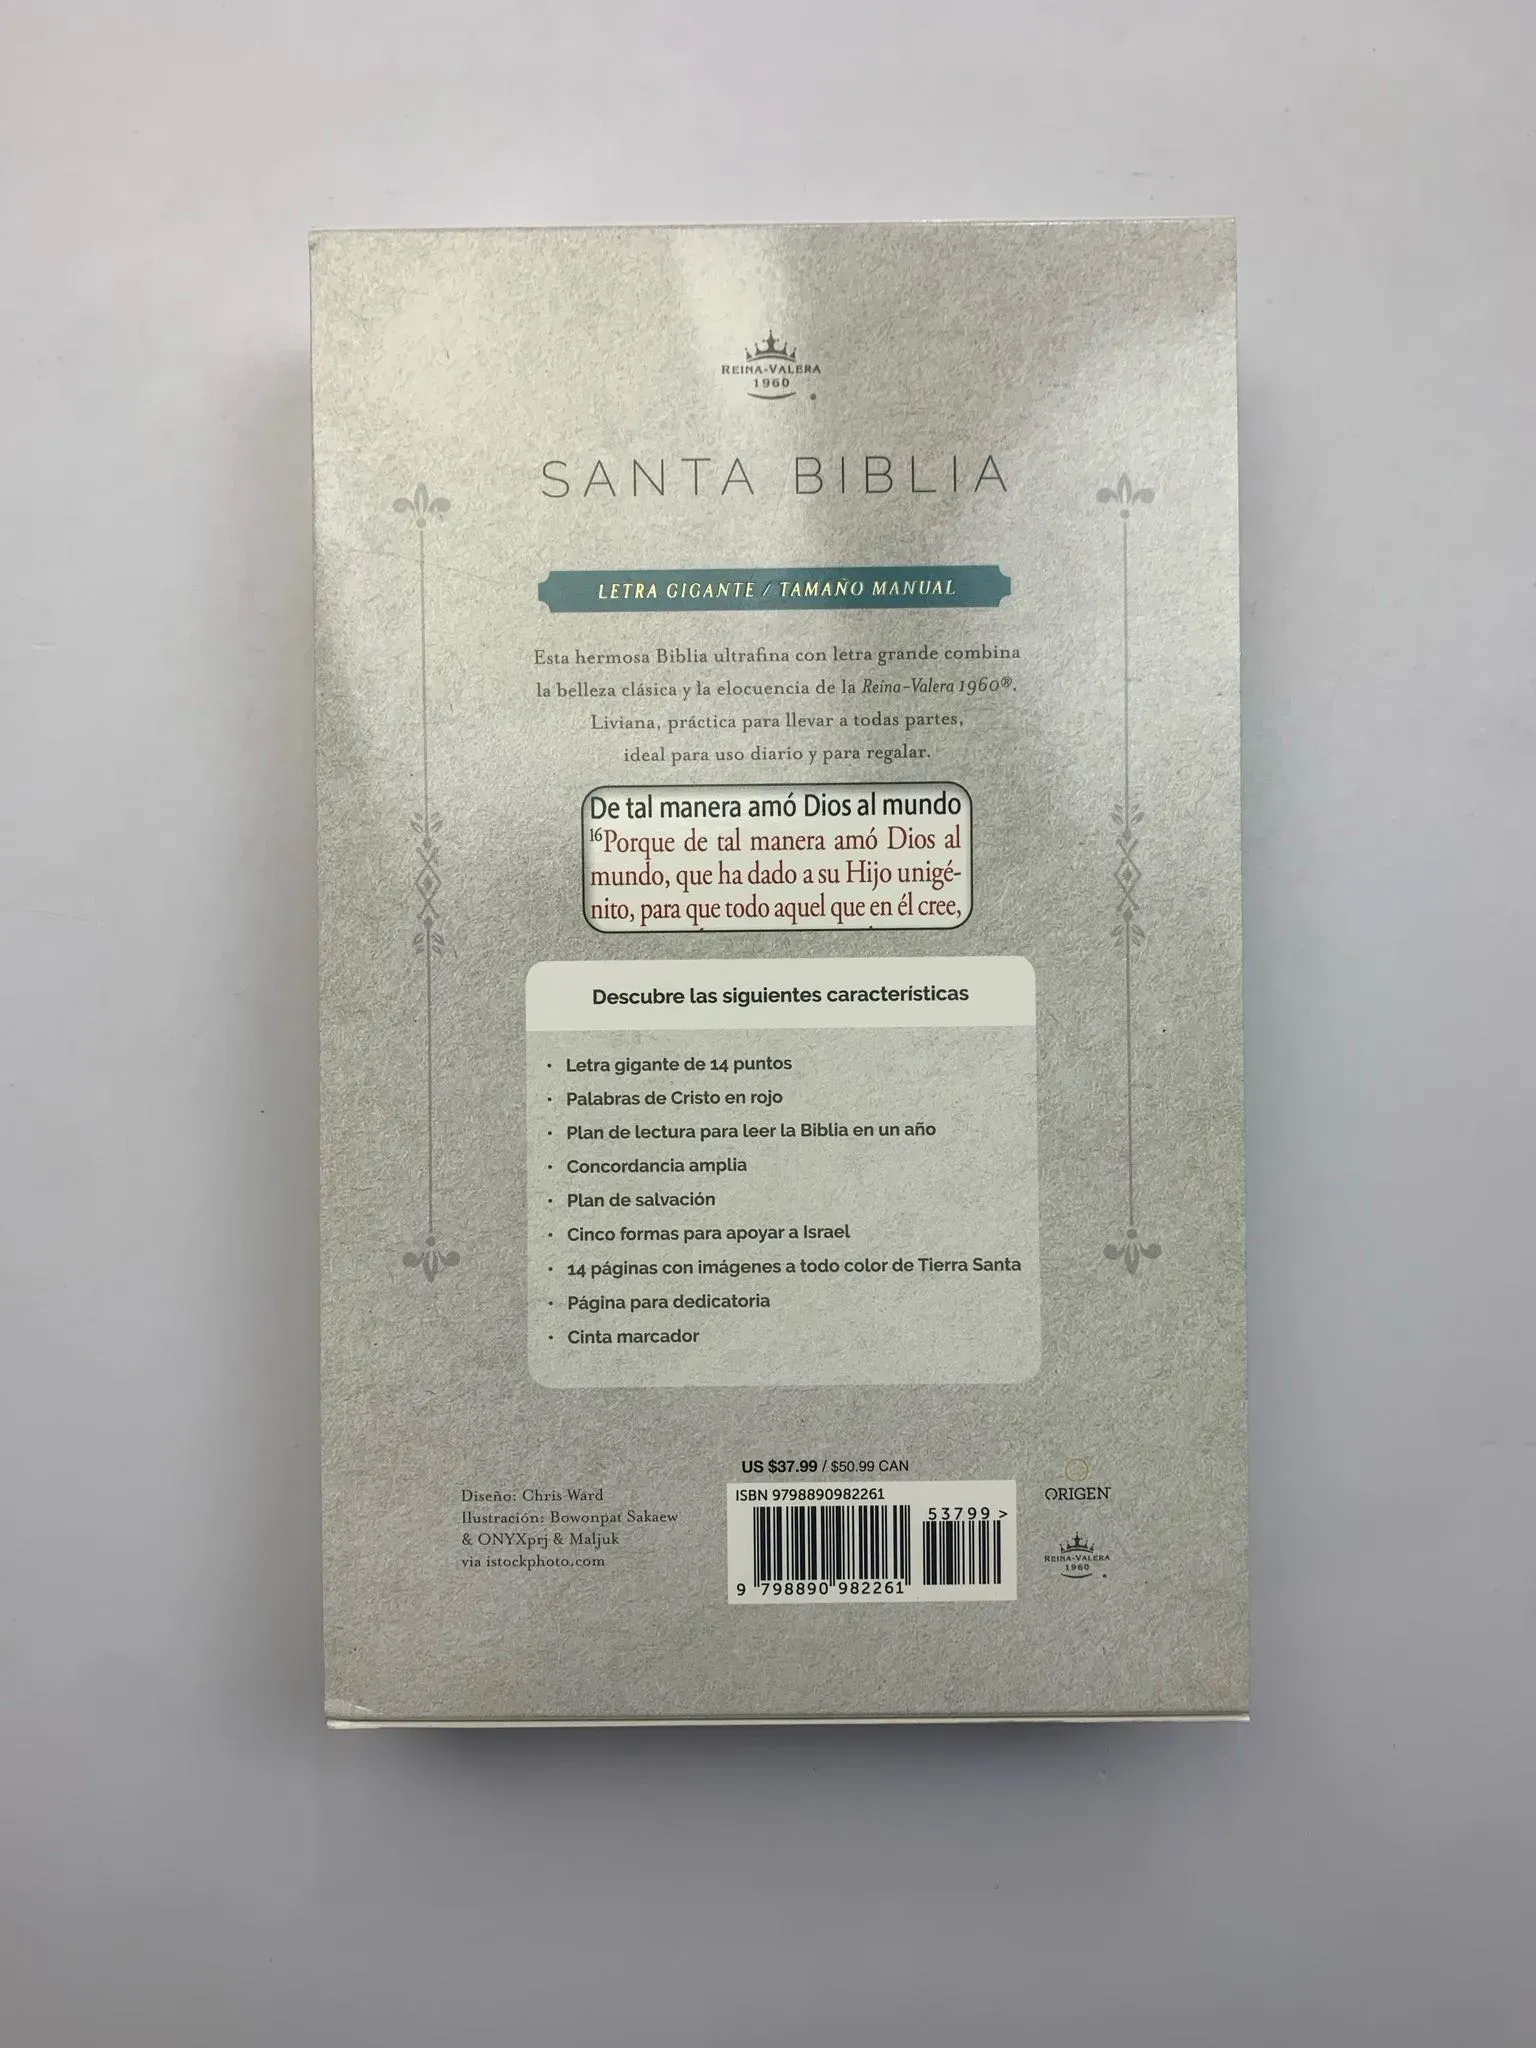 REINA-VALERA
1960
SANTA BIBLIA
LETRA GIGANTE / TAMAÑO MANUAL
Esta hermosa Biblia ultrafina con letra grande combina
la belleza clásica y la elocuencia de la Reina-Valera 1960®.
Liviana, práctica para llevar a todas partes,
ideal para uso diario y para regalar.
De tal manera amó Dios al mundo
16Porque de tal manera amó Dios al
mundo, que ha dado a su Hijo unigé-
nito, para que todo aquel que en él cree,
Descubre las siguientes características
• Letra gigante de 14 puntos
• Palabras de Cristo en rojo
• Plan de lectura para leer la Biblia en un año
• Concordancia amplia
• Plan de salvación
• Cinco formas para apoyar a Israel
• 14 páginas con imágenes a todo color de Tierra Santa
• Página para dedicatoria
• Cinta marcador
Diseño: Chris Ward
Ilustración: Bowonpat Sakaew
& ONYXprj & Maljuk
via istockphoto.com
US $37.99 / $50.99 CAN
ISBN 9798890982261
53799 >
9 798890 982261
ORIGEN
REINA-VALERA
1960